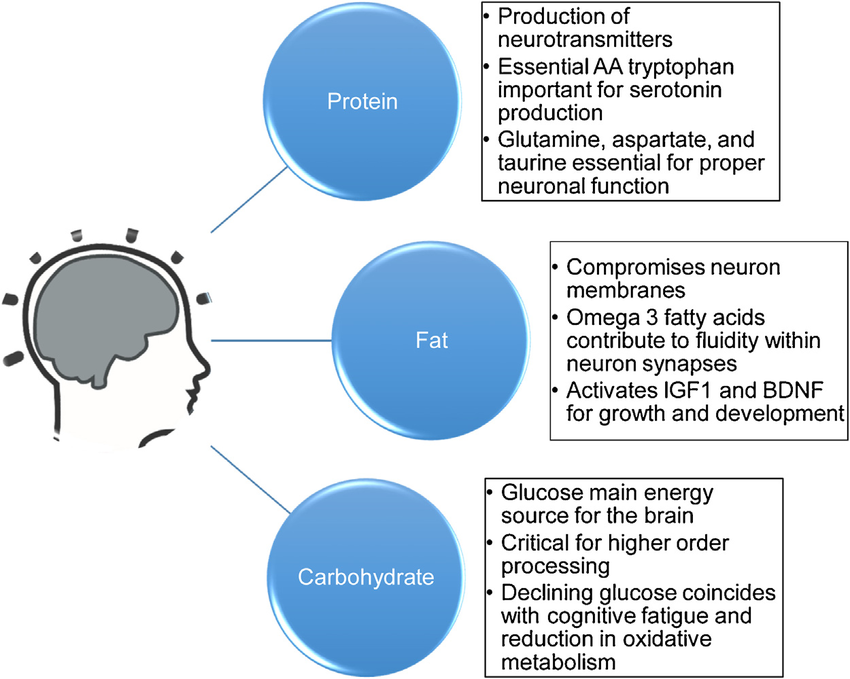 Protein
• Production of
neurotransmitters
• Essential AA tryptophan
important for serotonin
production
• Glutamine, aspartate, and
taurine essential for proper
neuronal function
Fat
• Compromises neuron
membranes
• Omega 3 fatty acids
contribute to fluidity within
neuron synapses
• Activates IGF1 and BDNF
for growth and development
Carbohydrate
• Glucose main energy
source for the brain
• Critical for higher order
processing
• Declining glucose coincides
with cognitive fatigue and
reduction in oxidative
metabolism